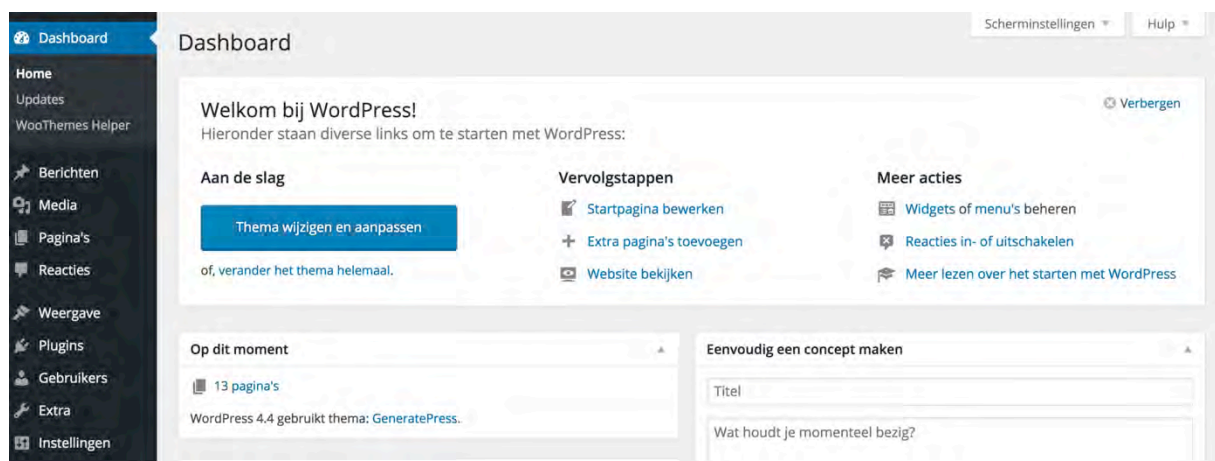 Dashboard
Home
Updates
WooThemes Helper
Berichten
Media
Pagina's
Reacties
Weergave
Plugins
Gebruikers
Extra
Instellingen
Scherminstellingen
Hulp
Dashboard
Welkom bij WordPress!
Verbergen
Hieronder staan diverse links om te starten met WordPress:
Aan de slag
Thema wijzigen en aanpassen
of, verander het thema helemaal.
Vervolgstappen
Startpagina bewerken
Extra pagina's toevoegen
Website bekijken
Meer acties
Widgets of menu's beheren
Reacties in- of uitschakelen
Meer lezen over het starten met WordPress
Op dit moment
13 pagina's
WordPress 4.4 gebruikt thema: GeneratePress.
Eenvoudig een concept maken
Titel
Wat houdt je momenteel bezig?